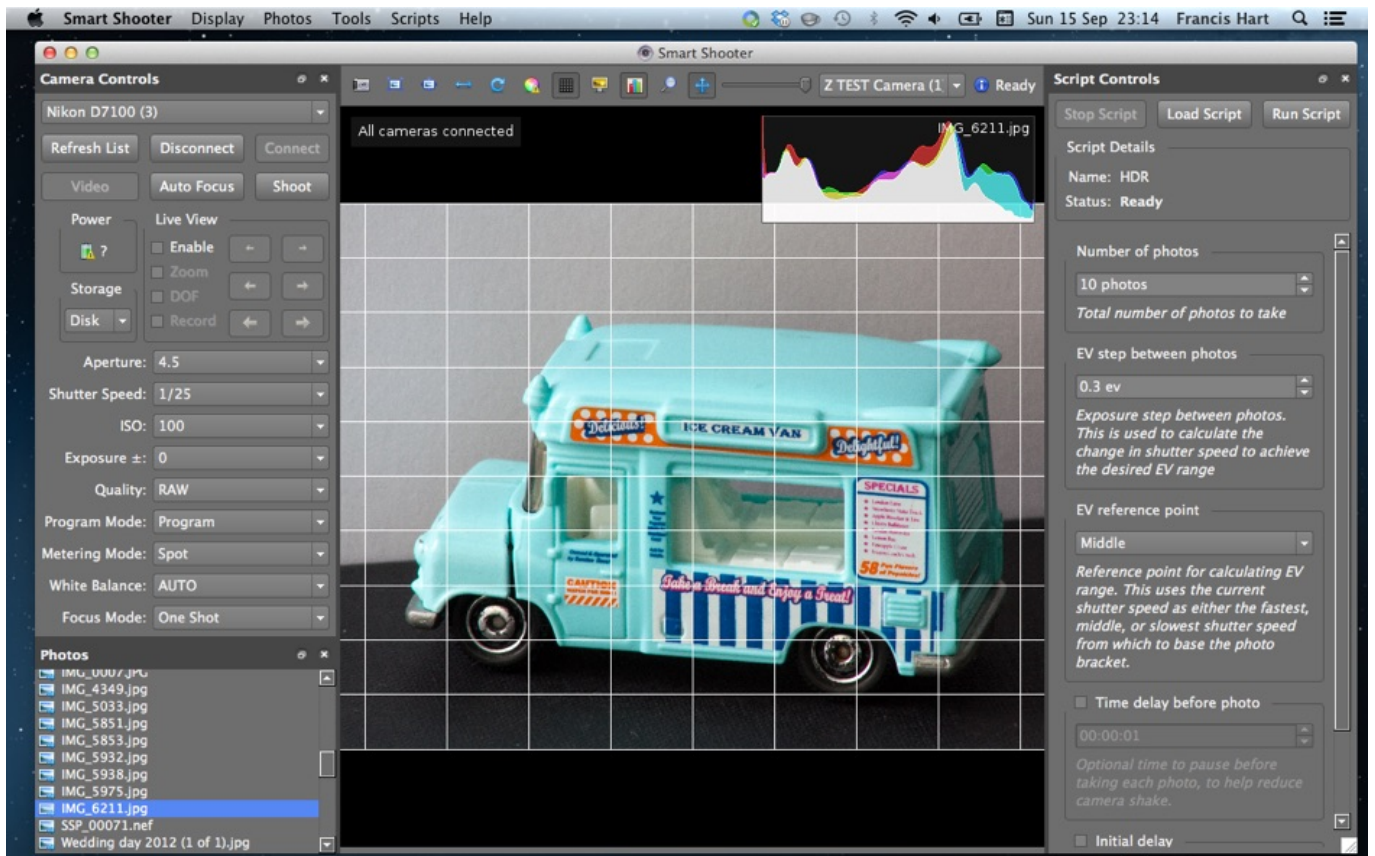 Smart Shooter Display Photos Tools Scripts Help Sun 15 Sep 23:14 Francis Hart
Smart Shooter
Camera Controls
Nikon D7100 (3)
Refresh List Disconnect Connect
Video Auto Focus Shoot
Power Live View
? Enable
Zoom
Storage
DOF
Disk Record
Aperture: 4.5
Shutter Speed: 1/25
ISO: 100
Exposure ±: 0
Quality: RAW
Program Mode: Program
Metering Mode: Spot
White Balance: AUTO
Focus Mode: One Shot
Photos
IMG_0007.JPG
IMG_4349.jpg
IMG_5033.jpg
IMG_5851.jpg
IMG_5853.jpg
IMG_5932.jpg
IMG_5938.jpg
IMG_5975.jpg
IMG_6211.jpg
SSP_00071.nef
Wedding day 2012 (1 of 1).jpg
Z TEST Camera (1 Ready
All cameras connected
IMG_6211.jpg
Delicious!
ICE CREAM VAN
Delightful!
SPECIALS
58
CAUTION
Take a Break and Enjoy a Treat!
Script Controls
Stop Script Load Script Run Script
Script Details
Name: HDR
Status: Ready
Number of photos
10 photos
Total number of photos to take
EV step between photos
0.3 ev
Exposure step between photos.
This is used to calculate the
change in shutter speed to achieve
the desired EV range
EV reference point
Middle
Reference point for calculating EV
range. This uses the current
shutter speed as either the fastest,
middle, or slowest shutter speed
from which to base the photo
bracket.
Time delay before photo
00:00:01
Optional time to pause before
taking each photo, to help reduce
camera shake.
Initial delay